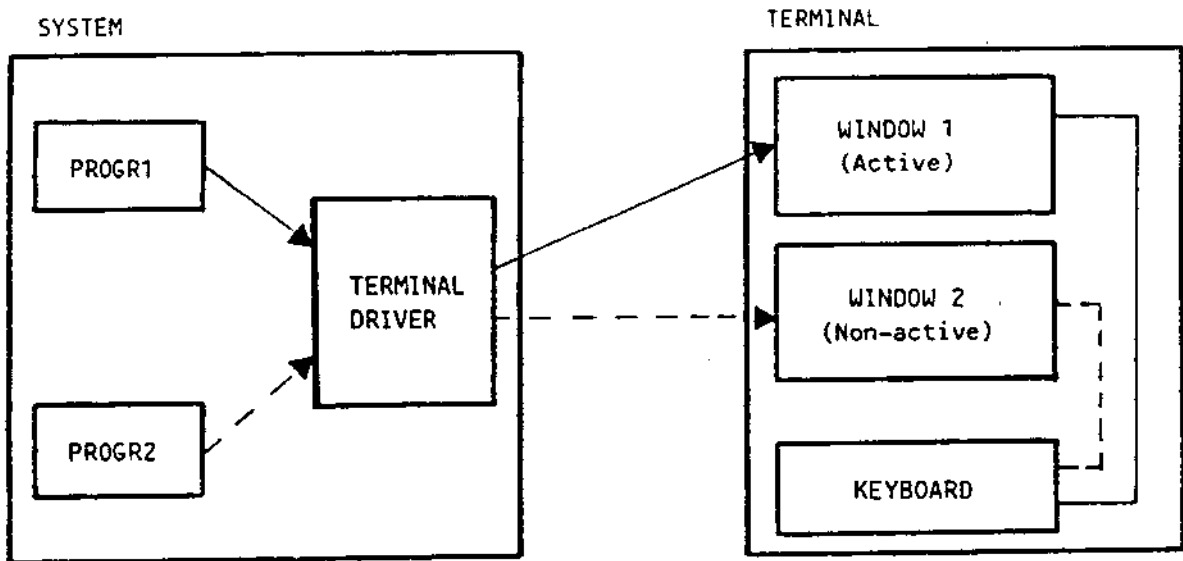 SYSTEM
PROGR1
TERMINAL
DRIVER
PROGR2
TERMINAL
WINDOW 1
(Active)
WINDOW 2
(Non-active)
KEYBOARD